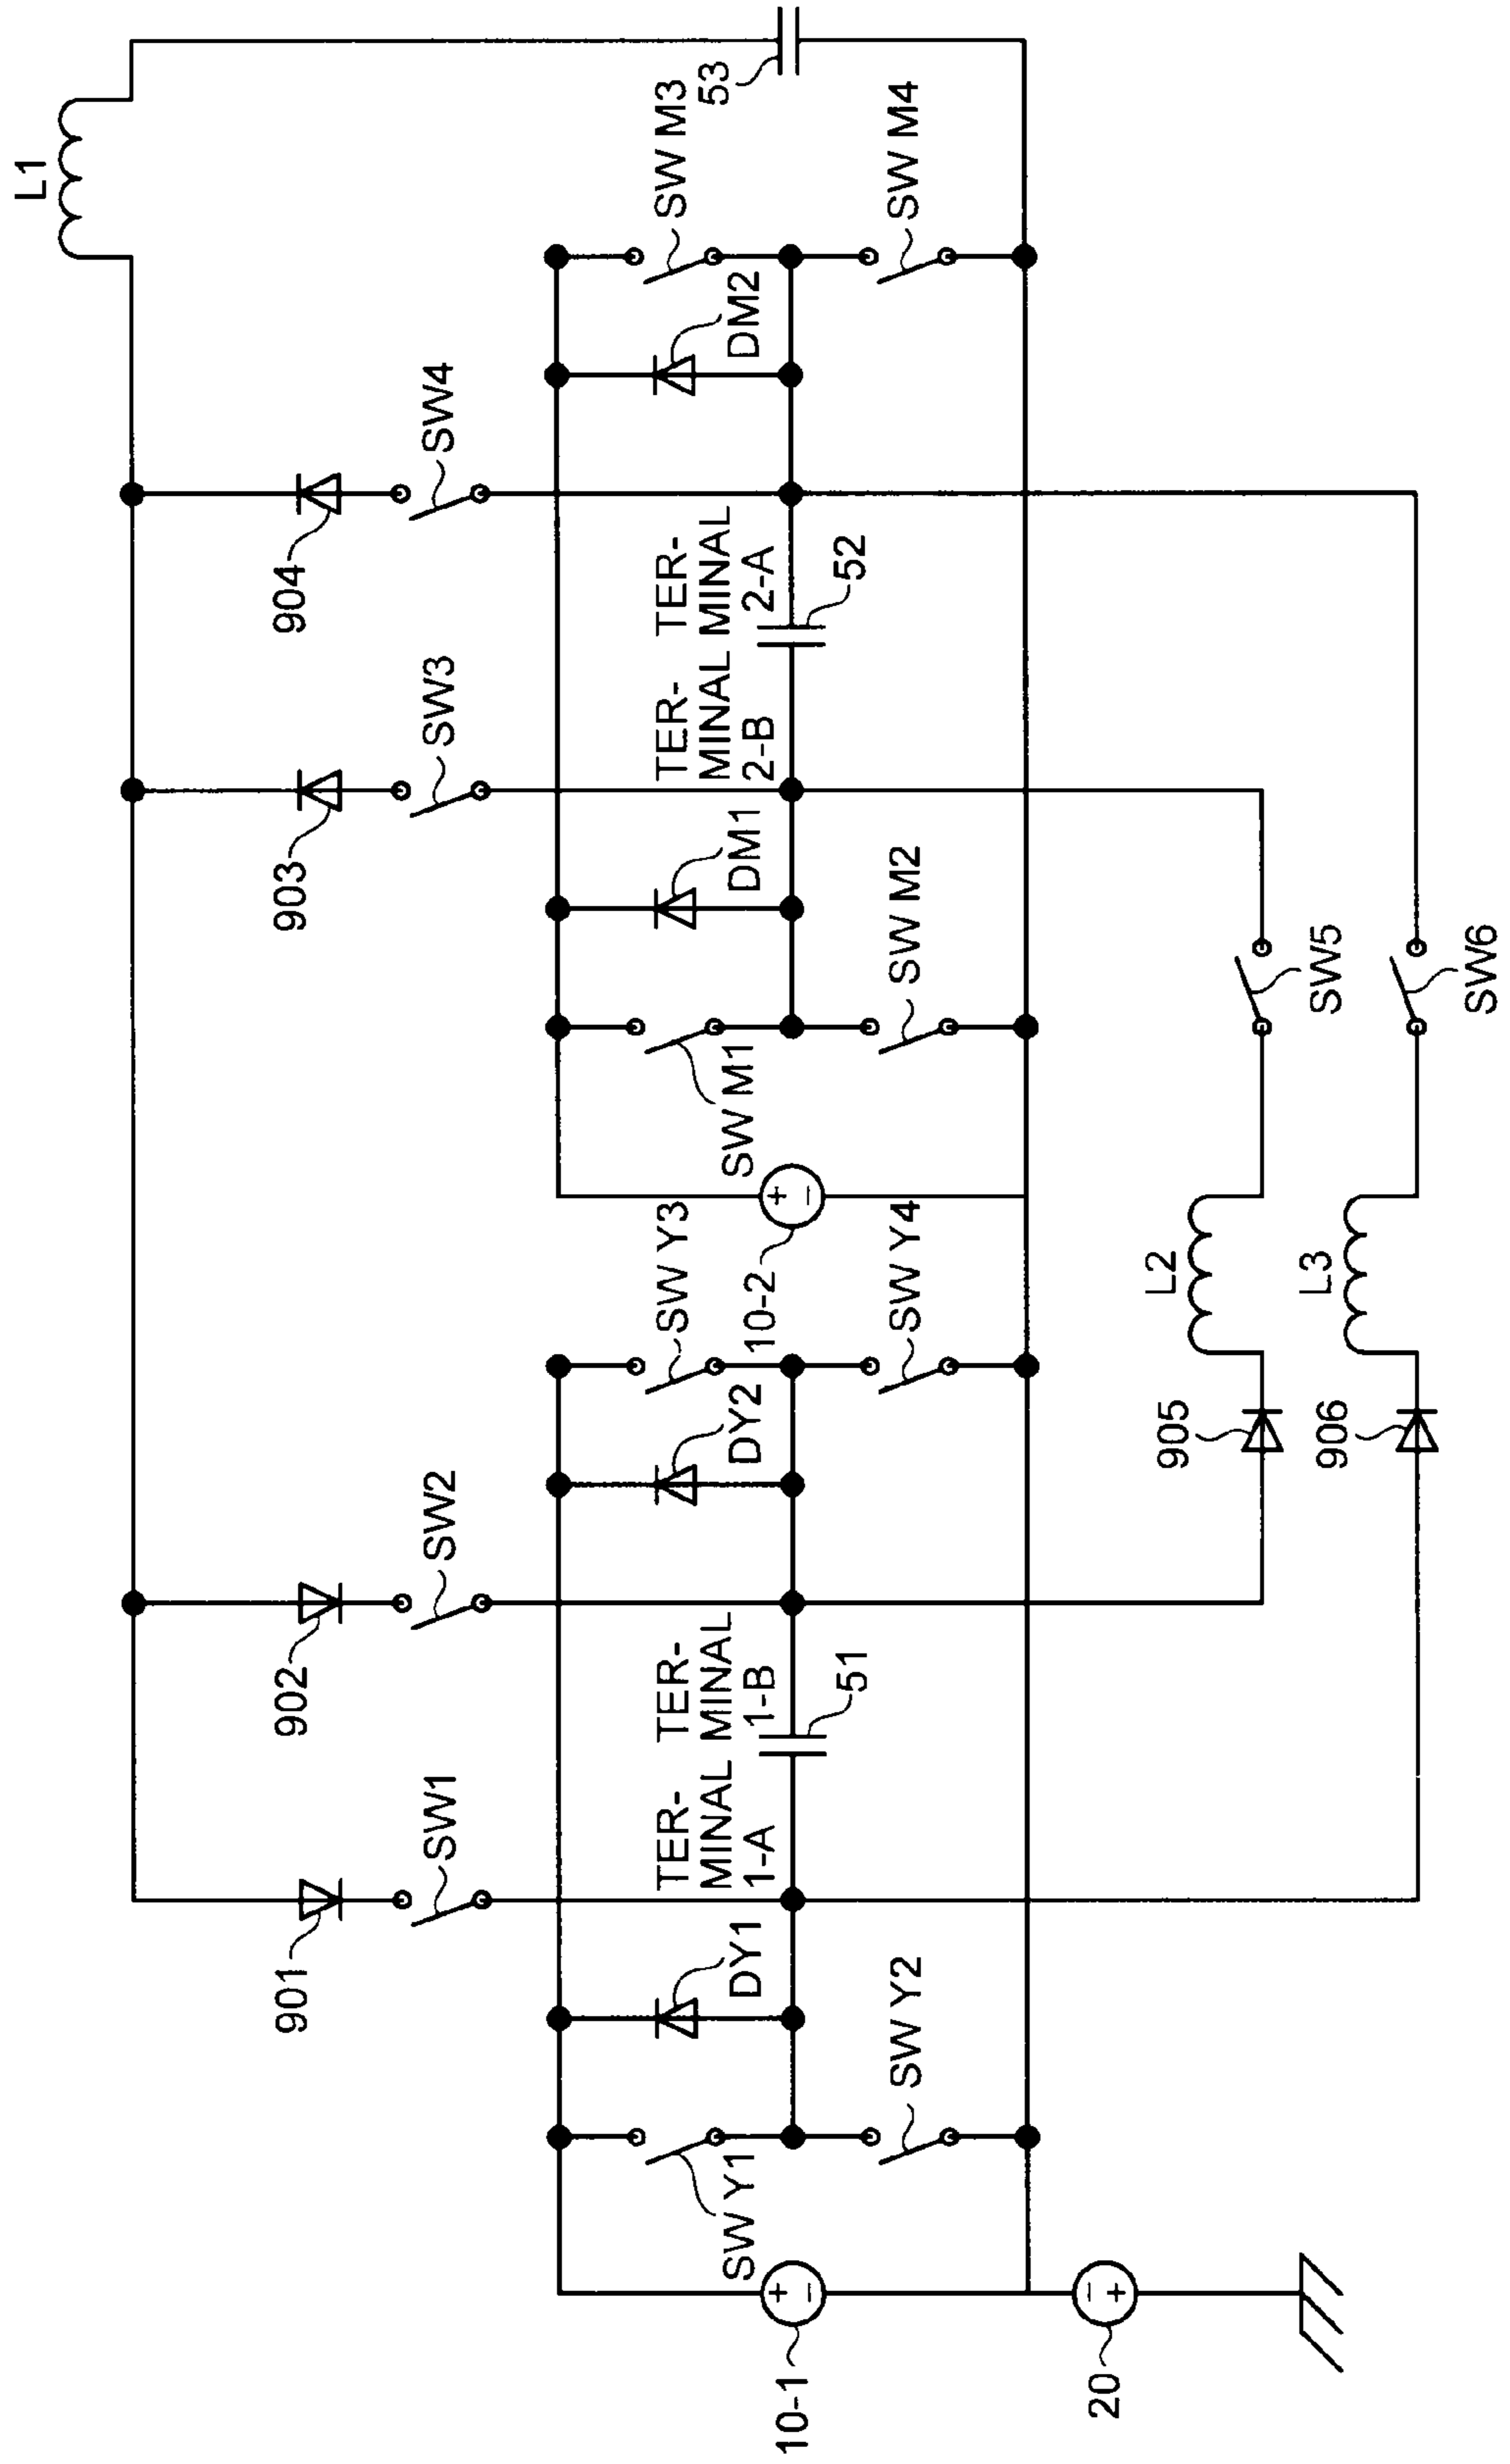 L1
53
904
SW4
903
SW3
902
SW2
901
SW1
SW M3
DM2
SW M4
TER-
MINAL
2-A
TER-
MINAL
2-B
52
DM1
SW M1
SW M2
+
−
10-2
SW Y3
DY2
SW Y4
TER-
MINAL
1-B
TER-
MINAL
1-A
51
DY1
SW Y1
SW Y2
+
−
10-1
−
+
20
905
L2
SW5
906
L3
SW6